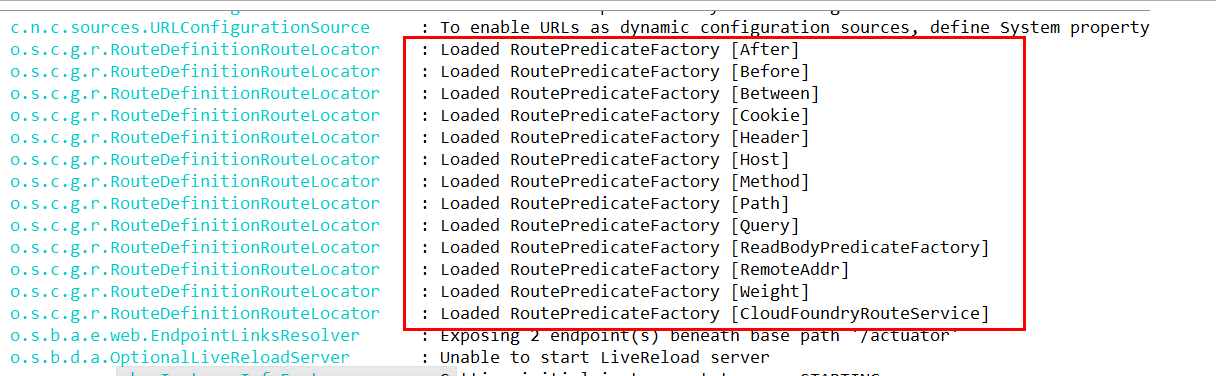 c.n.c.sources.URLConfigurationSource : To enable URLs as dynamic configuration sources, define System property
o.s.c.g.r.RouteDefinitionRouteLocator : Loaded RoutePredicateFactory [After]
o.s.c.g.r.RouteDefinitionRouteLocator : Loaded RoutePredicateFactory [Before]
o.s.c.g.r.RouteDefinitionRouteLocator : Loaded RoutePredicateFactory [Between]
o.s.c.g.r.RouteDefinitionRouteLocator : Loaded RoutePredicateFactory [Cookie]
o.s.c.g.r.RouteDefinitionRouteLocator : Loaded RoutePredicateFactory [Header]
o.s.c.g.r.RouteDefinitionRouteLocator : Loaded RoutePredicateFactory [Host]
o.s.c.g.r.RouteDefinitionRouteLocator : Loaded RoutePredicateFactory [Method]
o.s.c.g.r.RouteDefinitionRouteLocator : Loaded RoutePredicateFactory [Path]
o.s.c.g.r.RouteDefinitionRouteLocator : Loaded RoutePredicateFactory [Query]
o.s.c.g.r.RouteDefinitionRouteLocator : Loaded RoutePredicateFactory [ReadBodyPredicateFactory]
o.s.c.g.r.RouteDefinitionRouteLocator : Loaded RoutePredicateFactory [RemoteAddr]
o.s.c.g.r.RouteDefinitionRouteLocator : Loaded RoutePredicateFactory [Weight]
o.s.c.g.r.RouteDefinitionRouteLocator : Loaded RoutePredicateFactory [CloudFoundryRouteService]
o.s.b.a.e.web.EndpointLinksResolver : Exposing 2 endpoint(s) beneath base path '/actuator'
o.s.b.d.a.OptionalLiveReloadServer : Unable to start LiveReload server